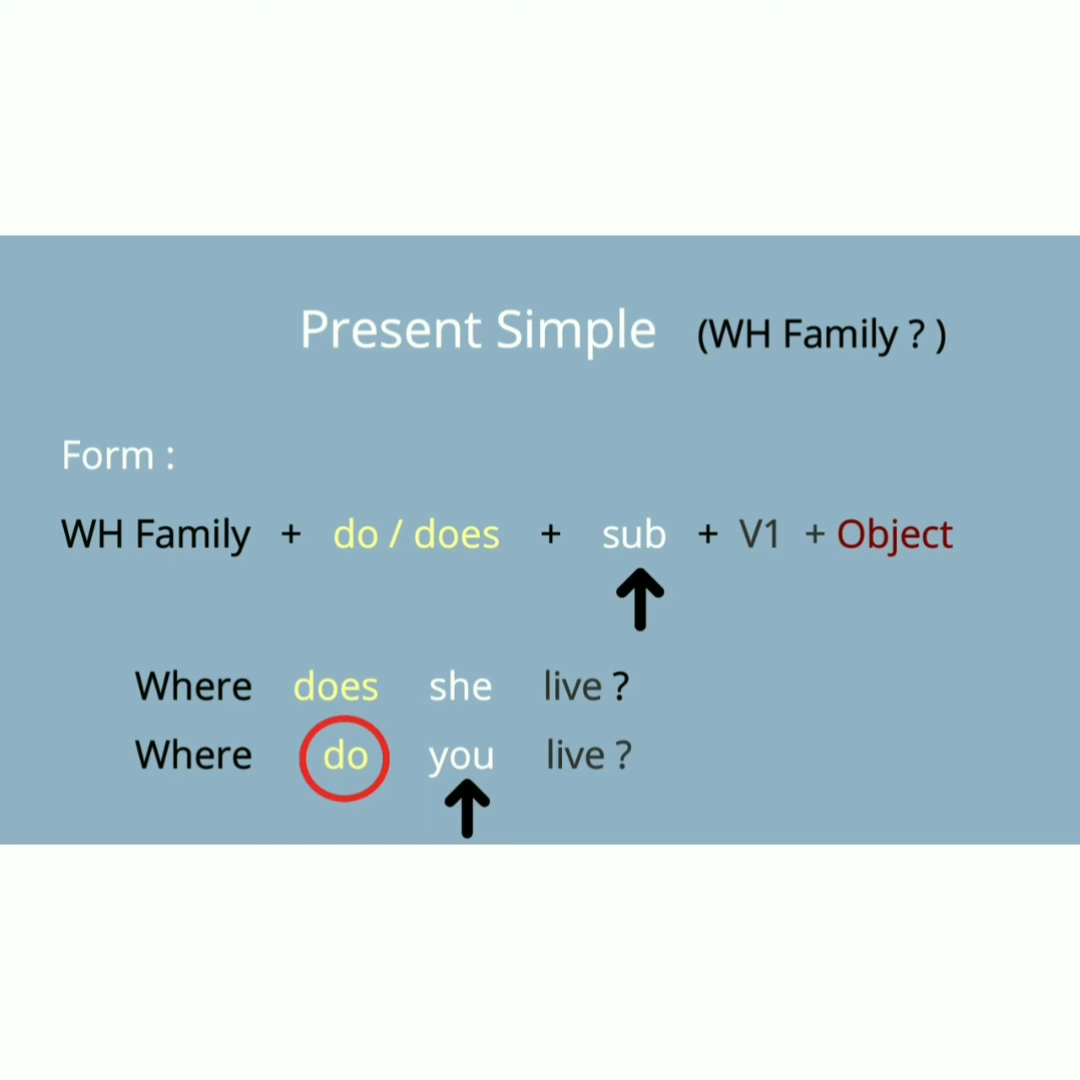 Present Simple (WH Family ? )
Form :
WH Family + do / does + sub + V1 + Object
Where does she live ?
Where do you live ?